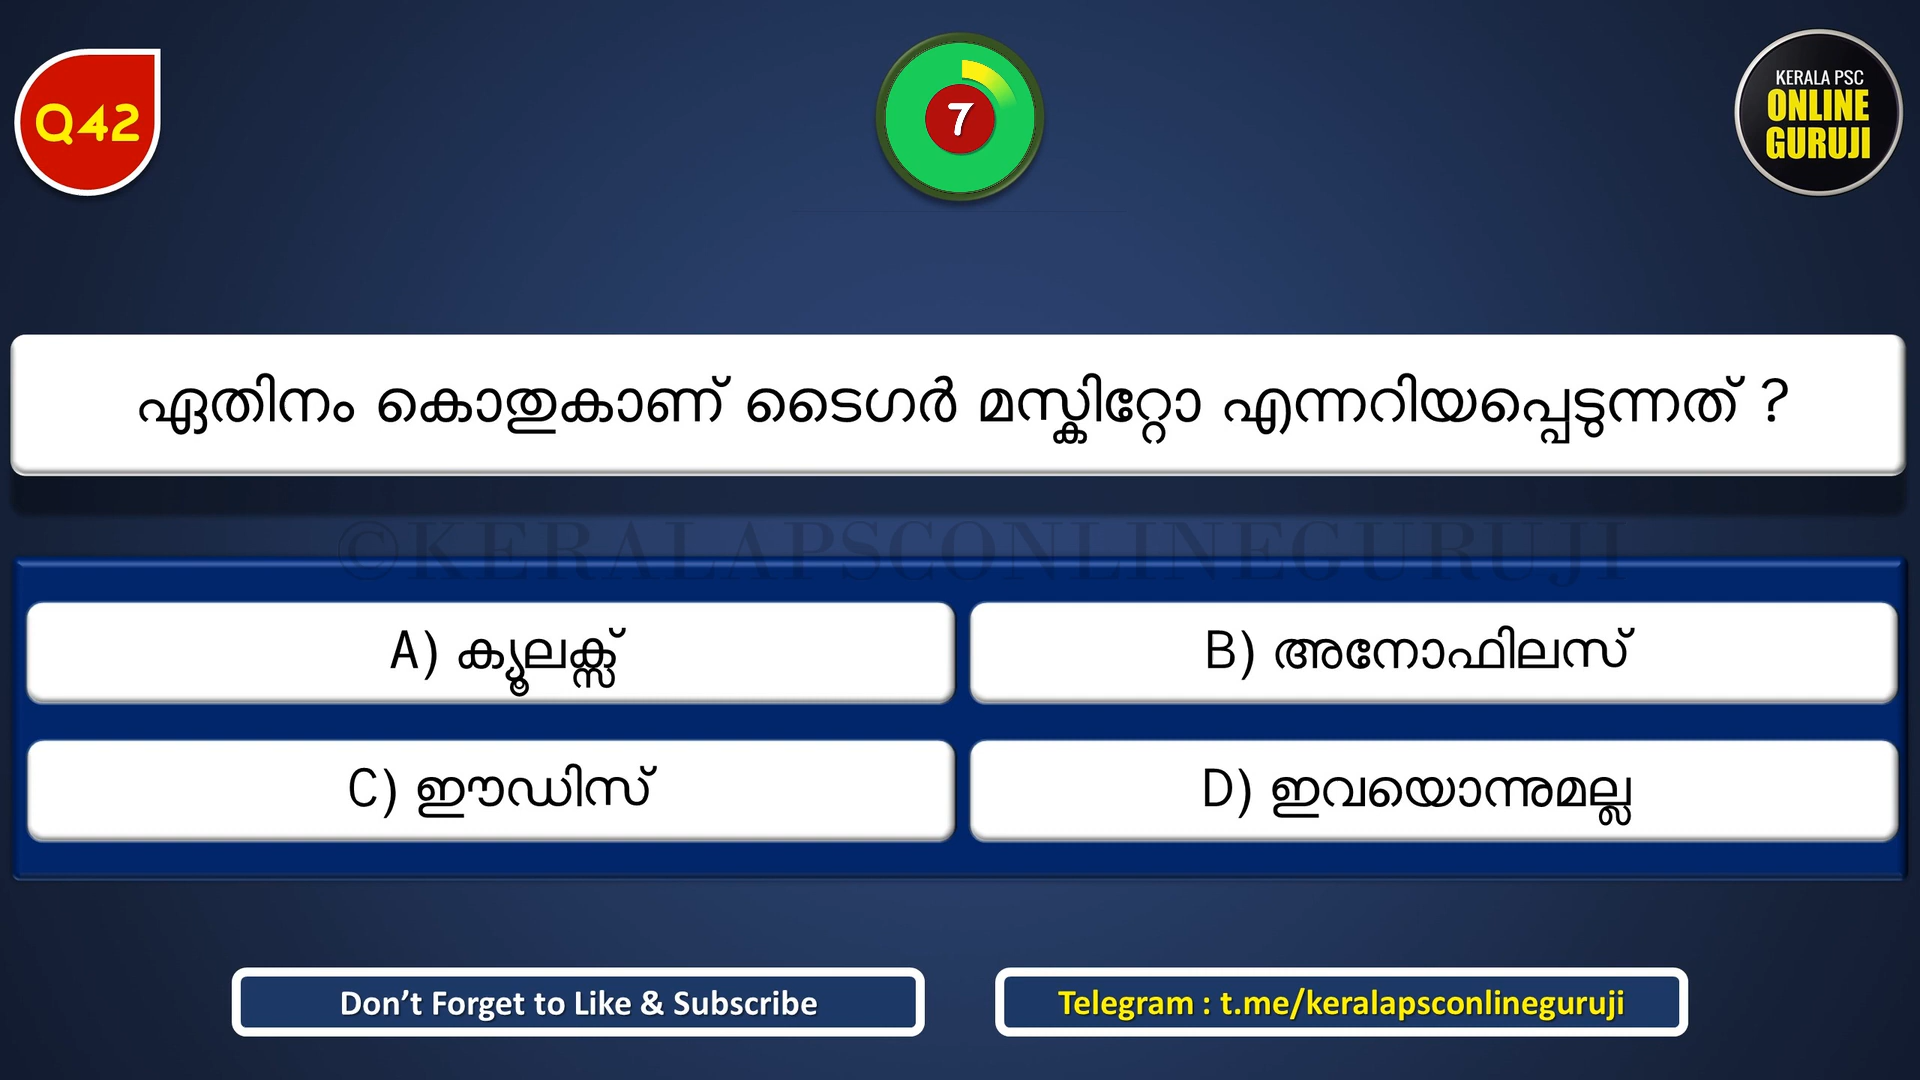 Q42
7
KERALA PSC
ONLINE
GURUJI
ഏതിനം കൊതുകാണ് ടൈഗർ മസ്കിറ്റോ എന്നറിയപ്പെടുന്നത് ?
©KERALAPSCONLINEGURUJI
A) ക്യൂലക്സ്
B) അനോഫിലസ്
C) ഈഡിസ്
D) ഇവയൊന്നുമല്ല
Don’t Forget to Like & Subscribe
Telegram : t.me/keralapsconlineguruji